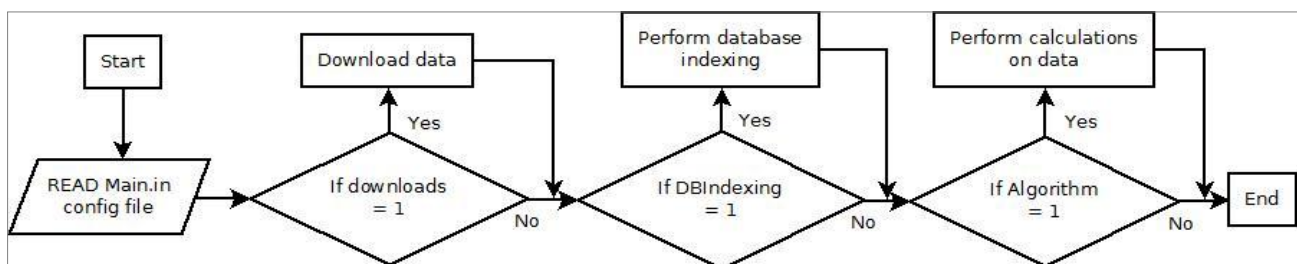 Start
READ Main.in
config file
Download data
Yes
If downloads
= 1
No
Perform database
indexing
Yes
If DBIndexing
= 1
No
Perform calculations
on data
Yes
If Algorithm
= 1
No
End